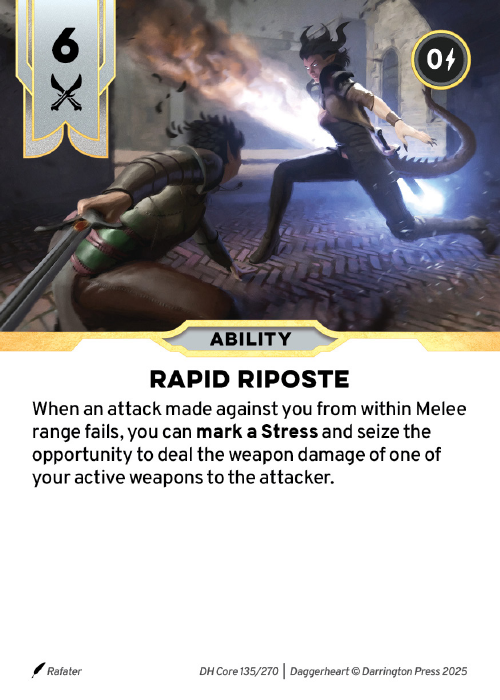 6
0
ABILITY
RAPID RIPOSTE
When an attack made against you from within Melee
range fails, you can mark a Stress and seize the
opportunity to deal the weapon damage of one of
your active weapons to the attacker.
Rafater
DH Core 135/270 | Daggerheart © Darrington Press 2025